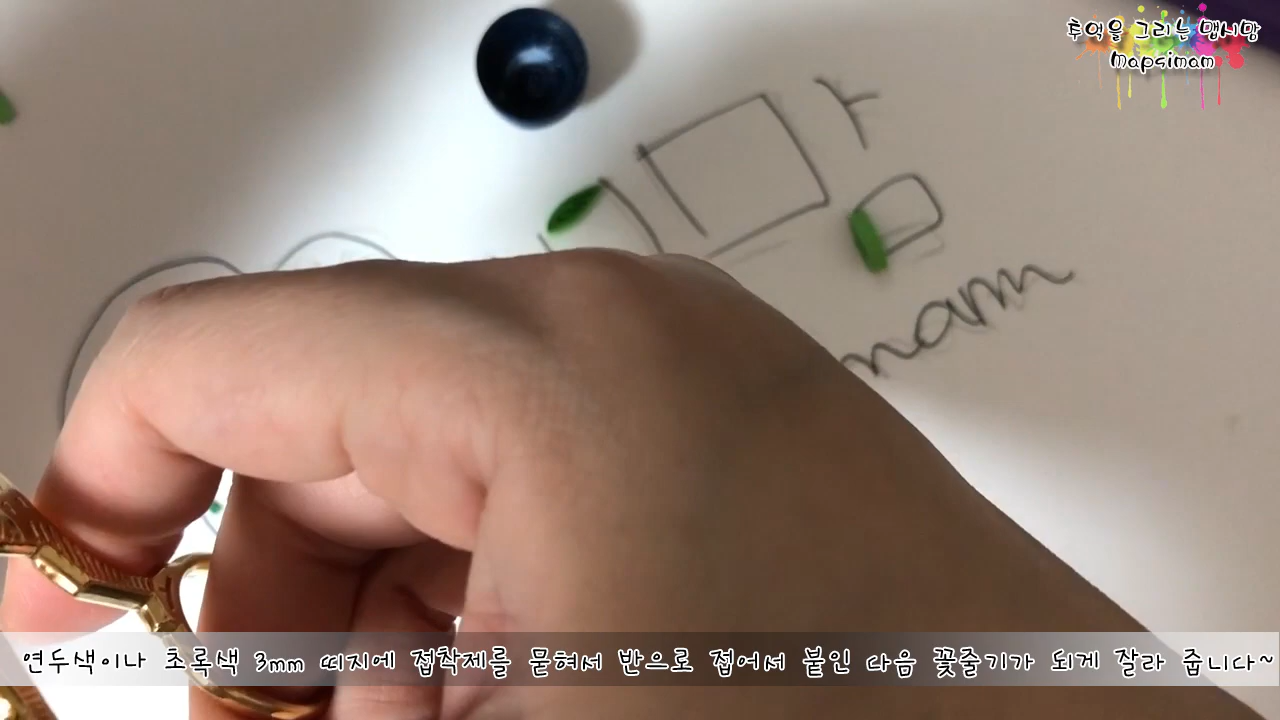 추억을 그리는 맵시맘
Mapsimam
맘
mam
연두색이나 초록색 3mm 띠지에 접착제를 묻혀서 반으로 접어서 붙인 다음 꽃줄기가 되게 잘라 줍니다~